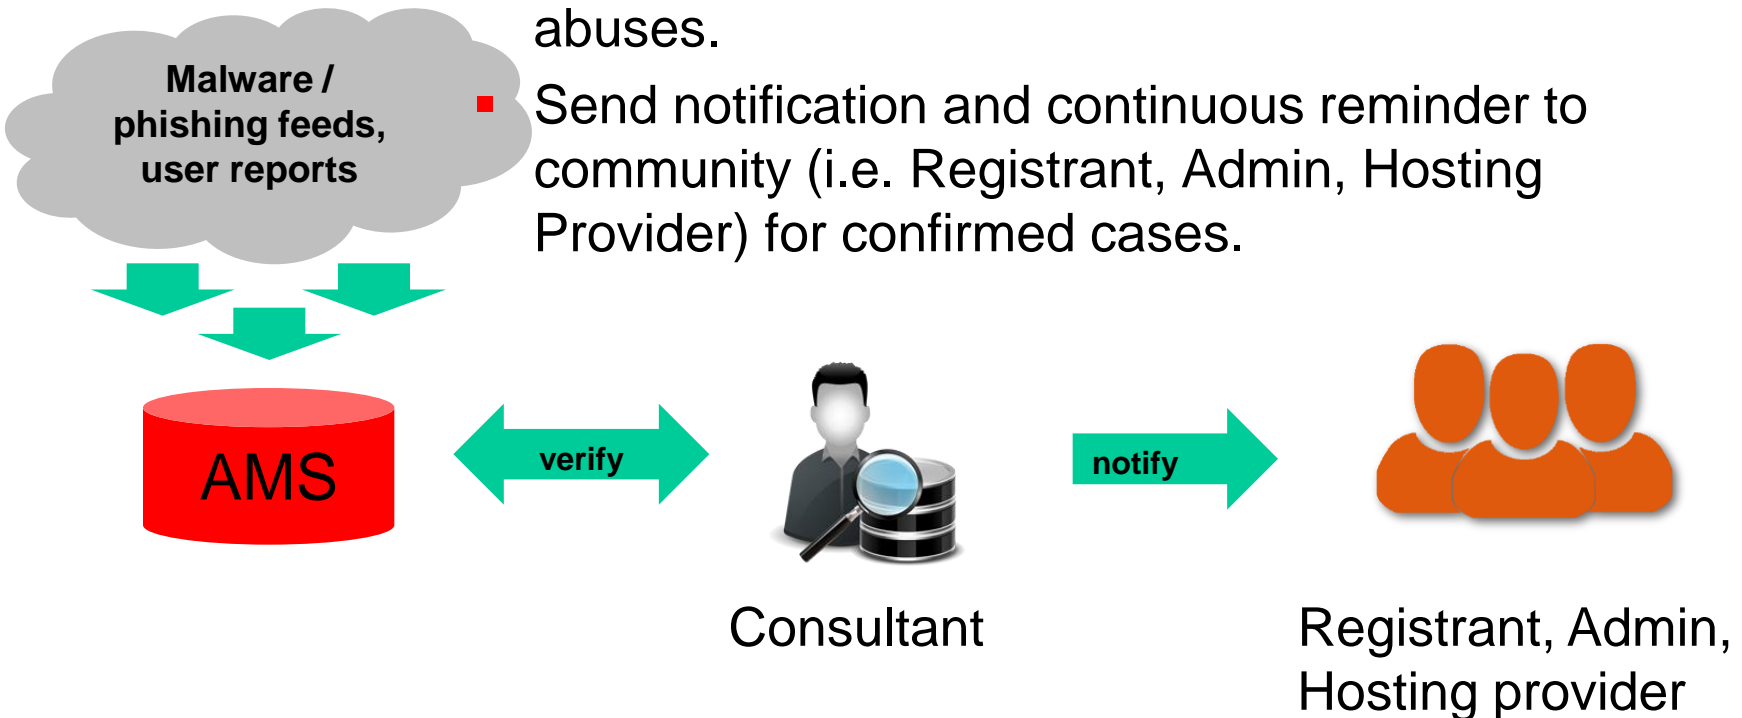 abuses.
Send notification and continuous reminder to
community (i.e. Registrant, Admin, Hosting
Provider) for confirmed cases.
Malware /
phishing feeds,
user reports
AMS
verify
notify
Consultant
Registrant, Admin,
Hosting provider